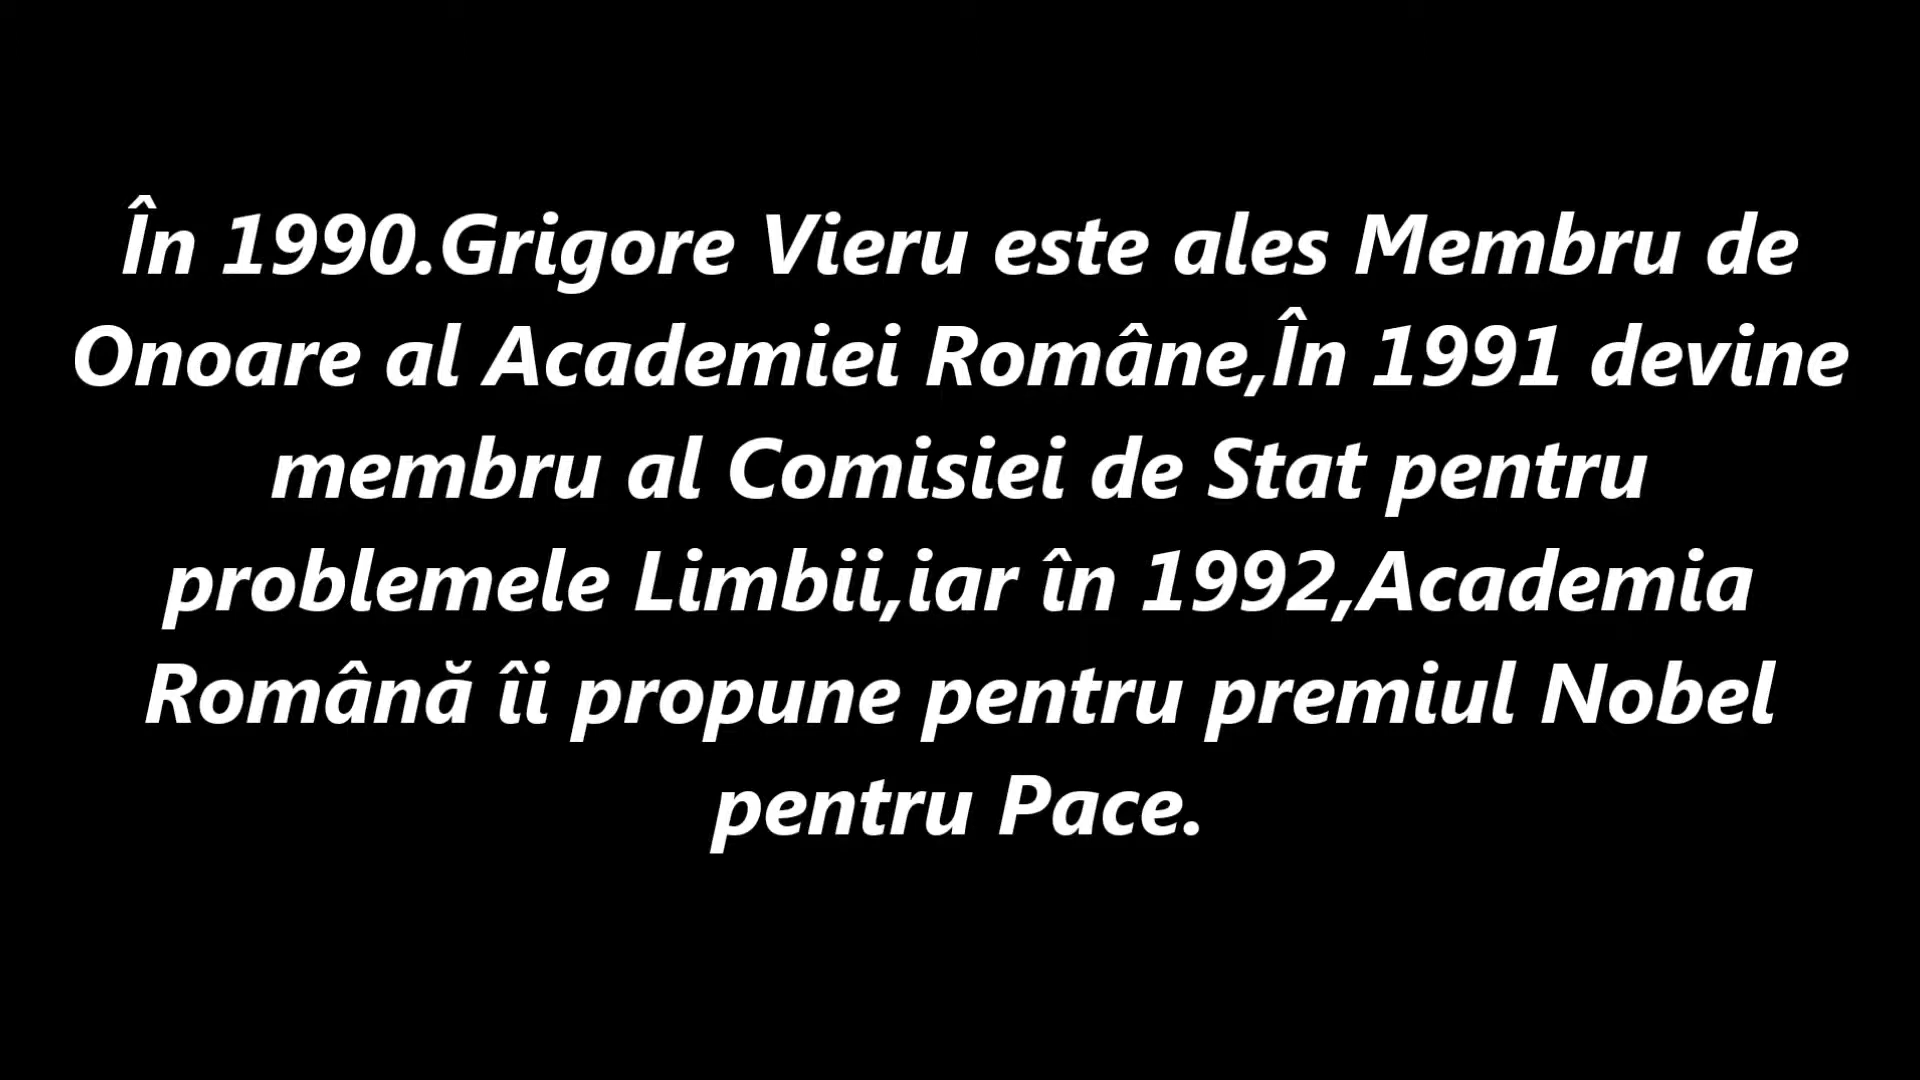 În 1990.Grigore Vieru este ales Membru de
Onoare al Academiei Române,În 1991 devine
membru al Comisiei de Stat pentru
problemele Limbii,iar în 1992,Academia
Română îi propune pentru premiul Nobel
pentru Pace.